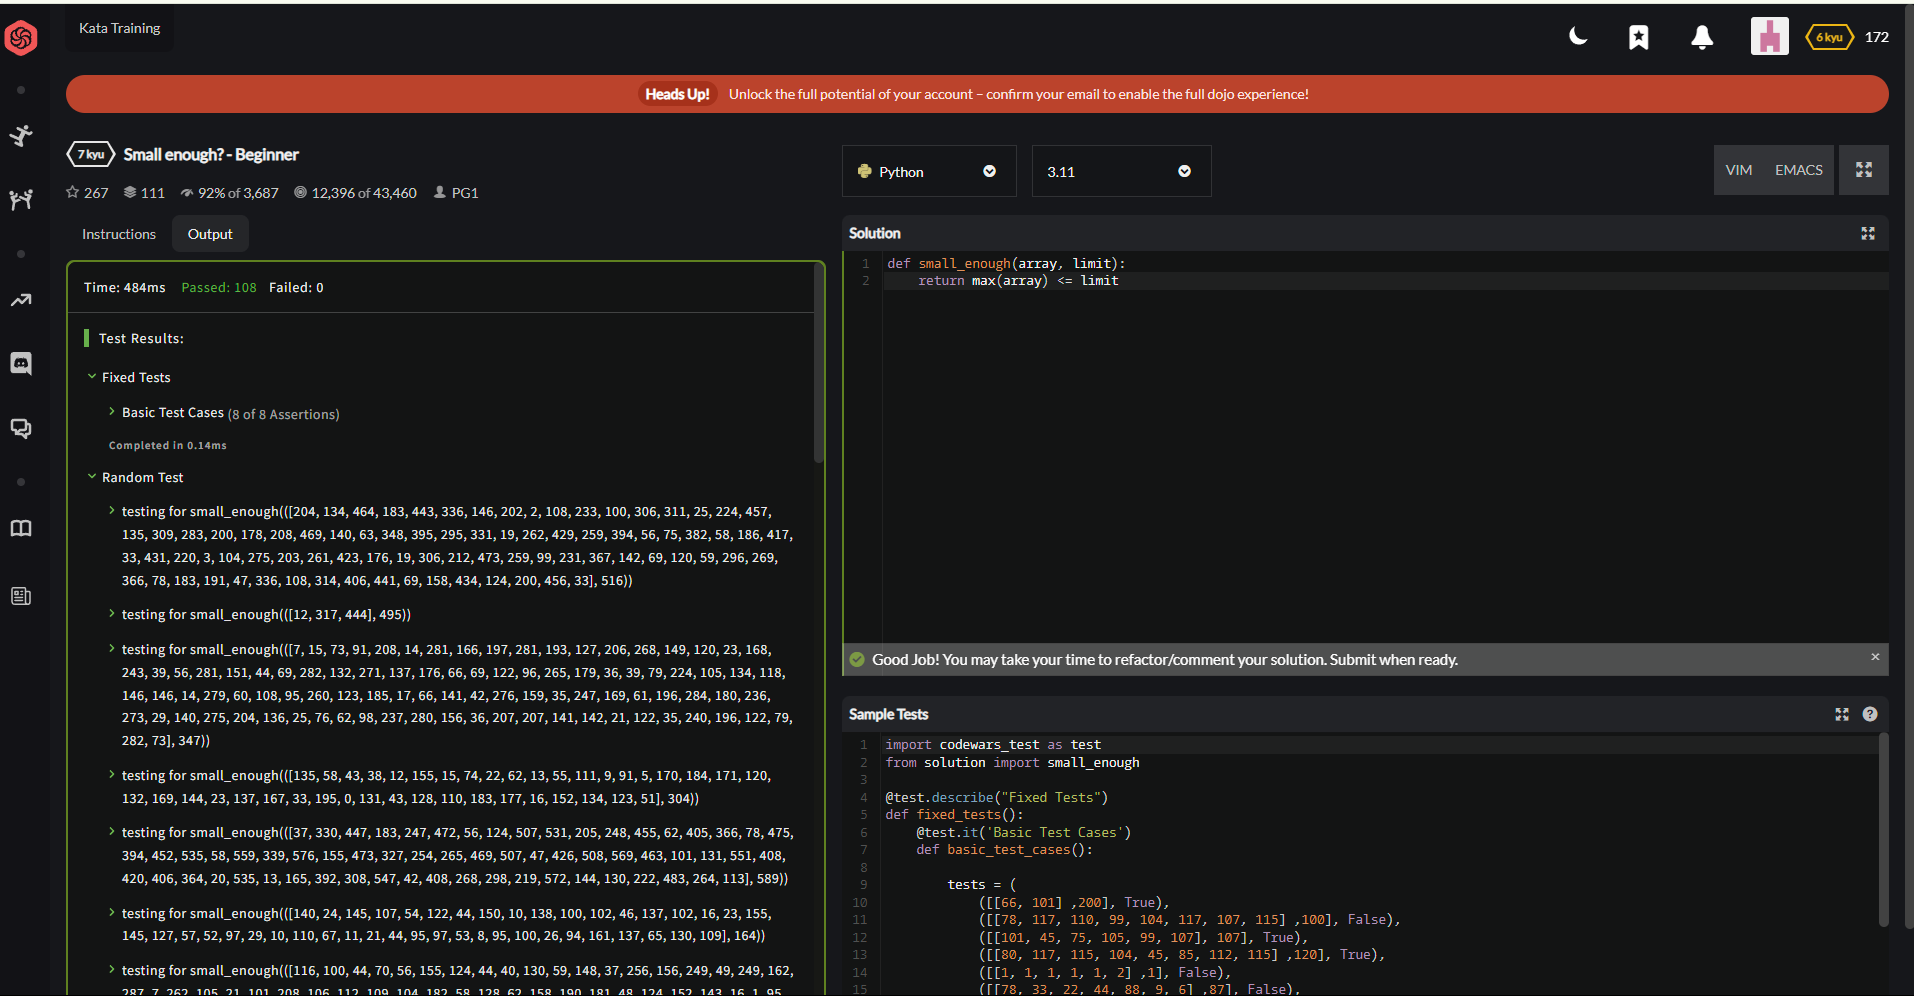 Kata Training
6 kyu 172
Heads Up! Unlock the full potential of your account – confirm your email to enable the full dojo experience!
7 kyu Small enough? - Beginner
267 111 92% of 3,687 12,396 of 43,460 PG1
Instructions Output
Time: 484ms Passed: 108 Failed: 0
Test Results:
Fixed Tests
Basic Test Cases (8 of 8 Assertions)
Completed in 0.14ms
Random Test
testing for small_enough(([204, 134, 464, 183, 443, 336, 146, 202, 2, 108, 233, 100, 306, 311, 25, 224, 457,
135, 309, 283, 200, 178, 208, 469, 140, 63, 348, 395, 295, 331, 19, 262, 429, 259, 394, 56, 75, 382, 58, 186, 417,
33, 431, 220, 3, 104, 275, 203, 261, 423, 176, 19, 306, 212, 473, 259, 99, 231, 367, 142, 69, 120, 59, 296, 269,
366, 78, 183, 191, 47, 336, 108, 314, 406, 441, 69, 158, 434, 124, 200, 456, 33], 516))
testing for small_enough(([12, 317, 444], 495))
testing for small_enough(([7, 15, 73, 91, 208, 14, 281, 166, 197, 281, 193, 127, 206, 268, 149, 120, 23, 168,
243, 39, 56, 281, 151, 44, 69, 282, 132, 271, 137, 176, 66, 69, 122, 96, 265, 179, 36, 39, 79, 224, 105, 134, 118,
146, 146, 14, 279, 60, 108, 95, 260, 123, 185, 17, 66, 141, 42, 276, 159, 35, 247, 169, 61, 196, 284, 180, 236,
273, 29, 140, 275, 204, 136, 25, 76, 62, 98, 237, 280, 156, 36, 207, 207, 141, 142, 21, 122, 35, 240, 196, 122, 79,
282, 73], 347))
testing for small_enough(([135, 58, 43, 38, 12, 155, 15, 74, 22, 62, 13, 55, 111, 9, 91, 5, 170, 184, 171, 120,
132, 169, 144, 23, 137, 167, 33, 195, 0, 131, 43, 128, 110, 183, 177, 16, 152, 134, 123, 51], 304))
testing for small_enough(([37, 330, 447, 183, 247, 472, 56, 124, 507, 531, 205, 248, 455, 62, 405, 366, 78, 475,
394, 452, 535, 58, 559, 339, 576, 155, 473, 327, 254, 265, 469, 507, 47, 426, 508, 569, 463, 101, 131, 551, 408,
420, 406, 364, 20, 535, 13, 165, 392, 308, 547, 42, 408, 268, 298, 219, 572, 144, 130, 222, 483, 264, 113], 589))
testing for small_enough(([140, 24, 145, 107, 54, 122, 44, 150, 10, 138, 100, 102, 46, 137, 102, 16, 23, 155,
145, 127, 57, 52, 97, 29, 10, 110, 67, 11, 21, 44, 95, 97, 53, 8, 95, 100, 26, 94, 161, 137, 65, 130, 109], 164))
testing for small_enough(([116, 100, 44, 70, 56, 155, 124, 44, 40, 130, 59, 148, 37, 256, 156, 249, 49, 249, 162,
287, 7, 262, 105, 21, 101, 208, 106, 112, 109, 104, 182, 58, 128, 62, 158, 190, 181, 48, 124, 152, 143, 16, 1, 95,
Python 3.11 VIM EMACS
Solution
1 def small_enough(array, limit):
2 return max(array) <= limit
Good Job! You may take your time to refactor/comment your solution. Submit when ready. ×
Sample Tests
1 import codewars_test as test
2 from solution import small_enough
3
4 @test.describe("Fixed Tests")
5 def fixed_tests():
6 @test.it('Basic Test Cases')
7 def basic_test_cases():
8
9 tests = (
10 ([[66, 101] ,200], True),
11 ([[78, 117, 110, 99, 104, 117, 107, 115] ,100], False),
12 ([[101, 45, 75, 105, 99, 107], 107], True),
13 ([[80, 117, 115, 104, 45, 85, 112, 115] ,120], True),
14 ([[1, 1, 1, 1, 1, 2] ,1], False),
15 ([[78, 33, 22, 44, 88, 9, 6] ,87], False),